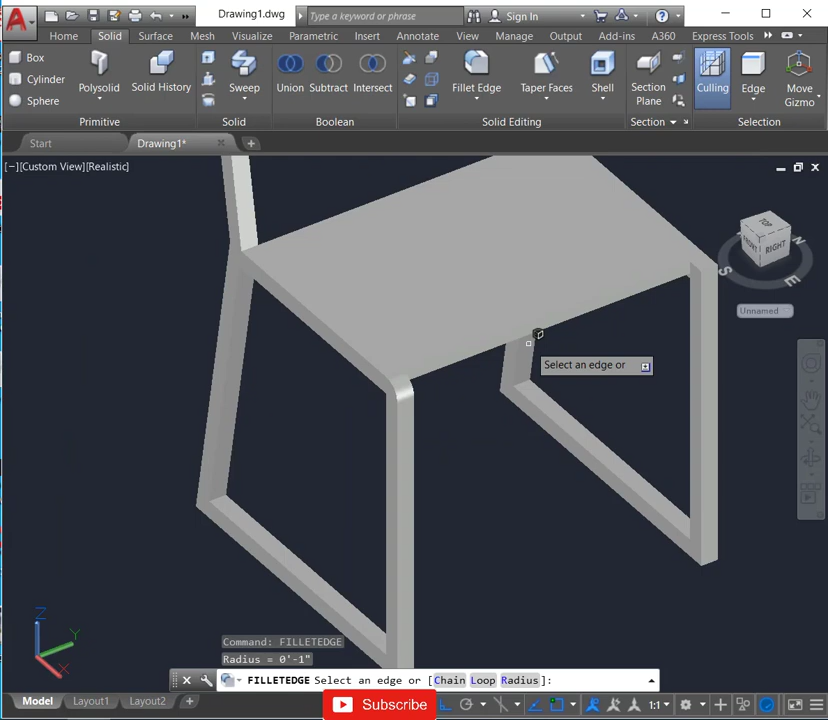 Drawing1.dwg
Type a keyword or phrase
Sign In
Home Solid Surface Mesh Visualize Parametric Insert Annotate View Manage Output Add-ins A360 Express Tools
Box
Cylinder
Sphere
Polysolid
Solid History
Sweep
Union
Subtract
Intersect
Fillet Edge
Taper Faces
Shell
Section
Plane
Culling
Edge
Move
Gizmo
Primitive
Solid
Boolean
Solid Editing
Section
Selection
Start
Drawing1*
[−][Custom View][Realistic]
TOP
FRONT
RIGHT
N
S
E
Unnamed
Select an edge or
Z
Y
X
Command: FILLETEDGE
Radius = 0'-1"
FILLETEDGE Select an edge or [Chain Loop Radius]:
Model Layout1 Layout2 +
Subscribe
1:1